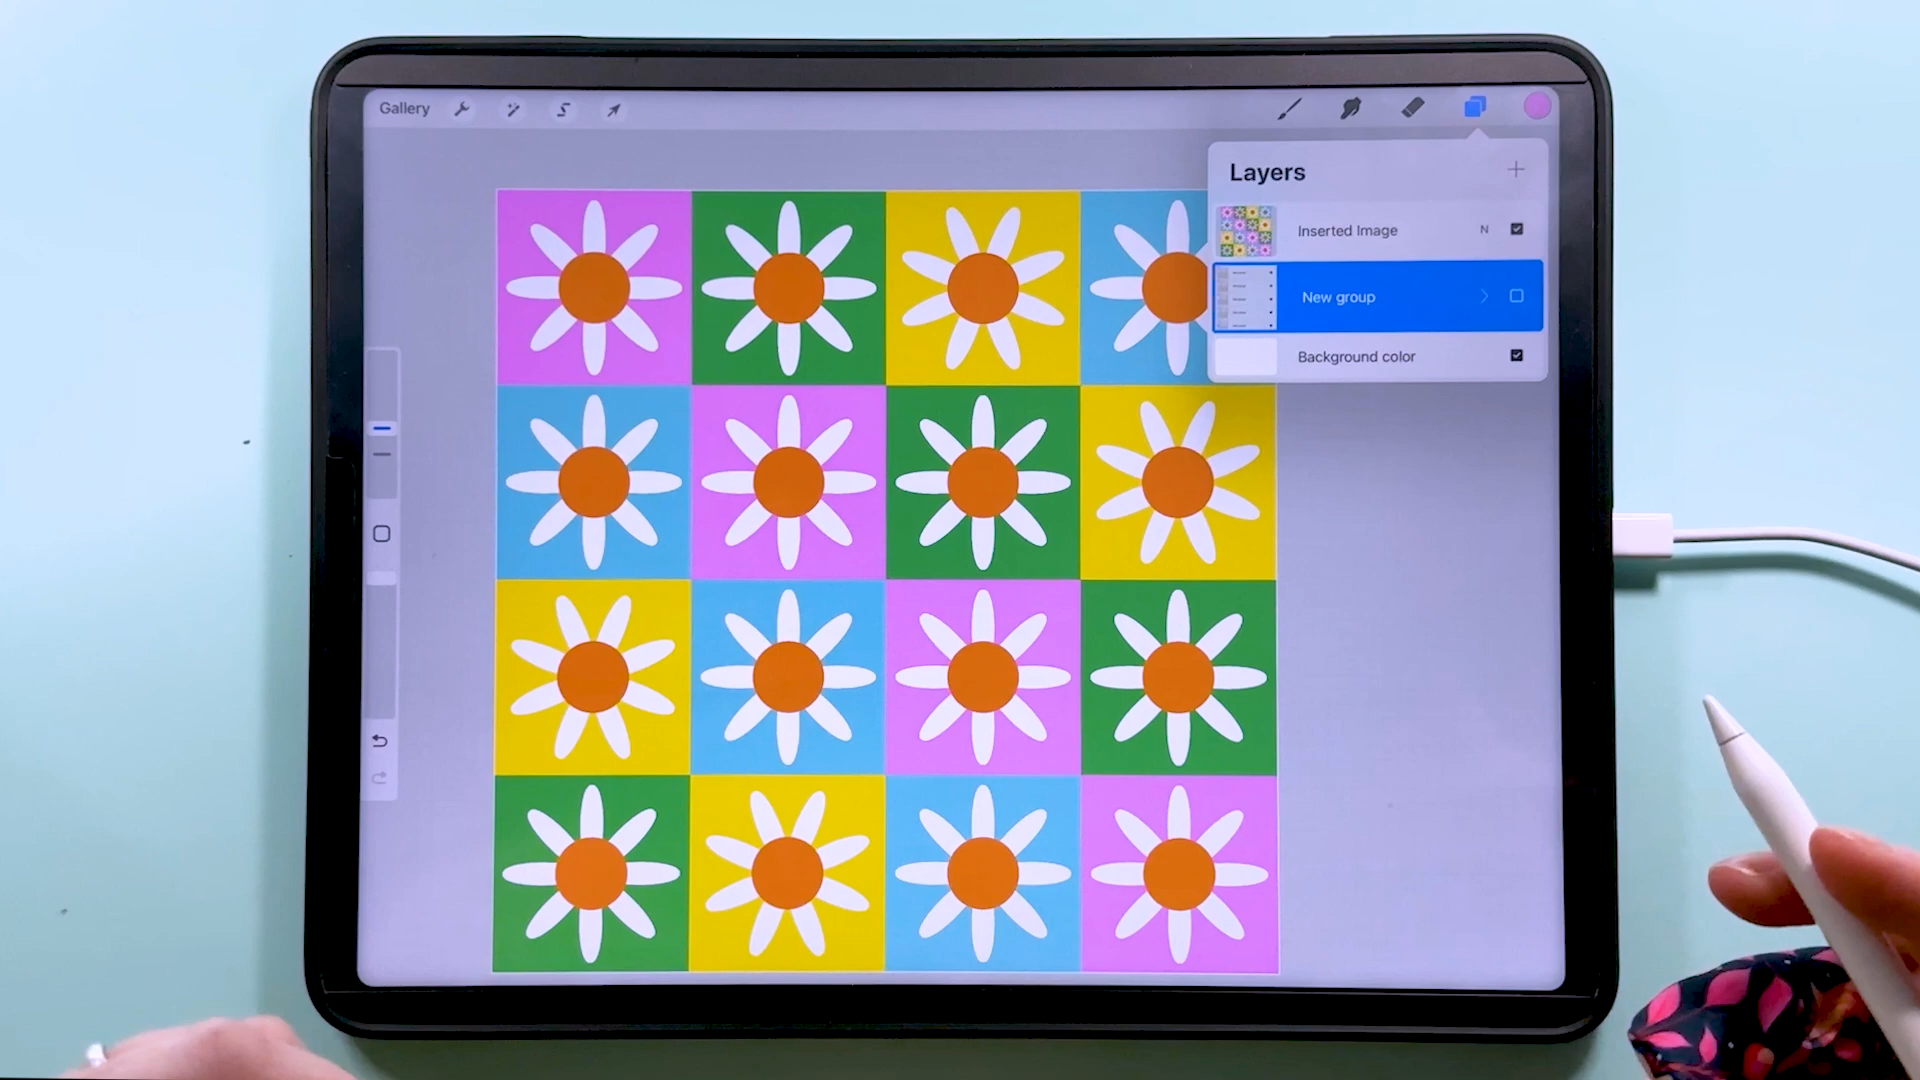 Gallery
Layers
Inserted Image N
New group
Background color